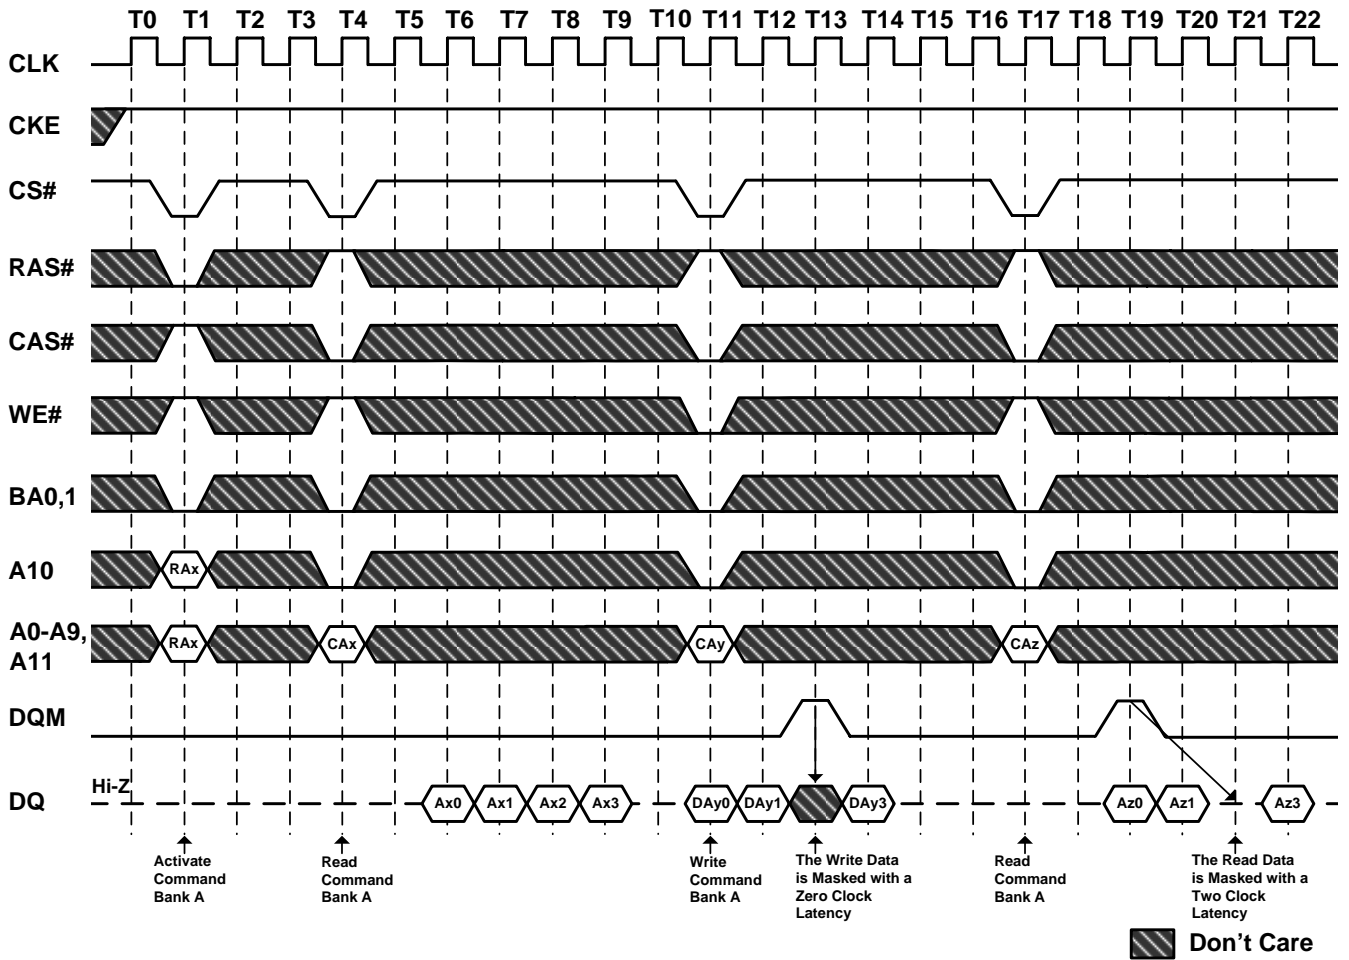 T0 T1 T2 T3 T4 T5 T6 T7 T8 T9 T10 T11 T12 T13 T14 T15 T16 T17 T18 T19 T20 T21 T22
CLK
CKE
CS#
RAS#
CAS#
WE#
BA0,1
A10
RAx
A0-A9,
A11
RAx CAx CAy CAz
DQM
Hi-Z
DQ
Ax0 Ax1 Ax2 Ax3 DAy0 DAy1 DAy3 Az0 Az1 Az3
Activate
Command
Bank A
Read
Command
Bank A
Write
Command
Bank A
The Write Data
is Masked with a
Zero Clock
Latency
Read
Command
Bank A
The Read Data
is Masked with a
Two Clock
Latency
Don't Care